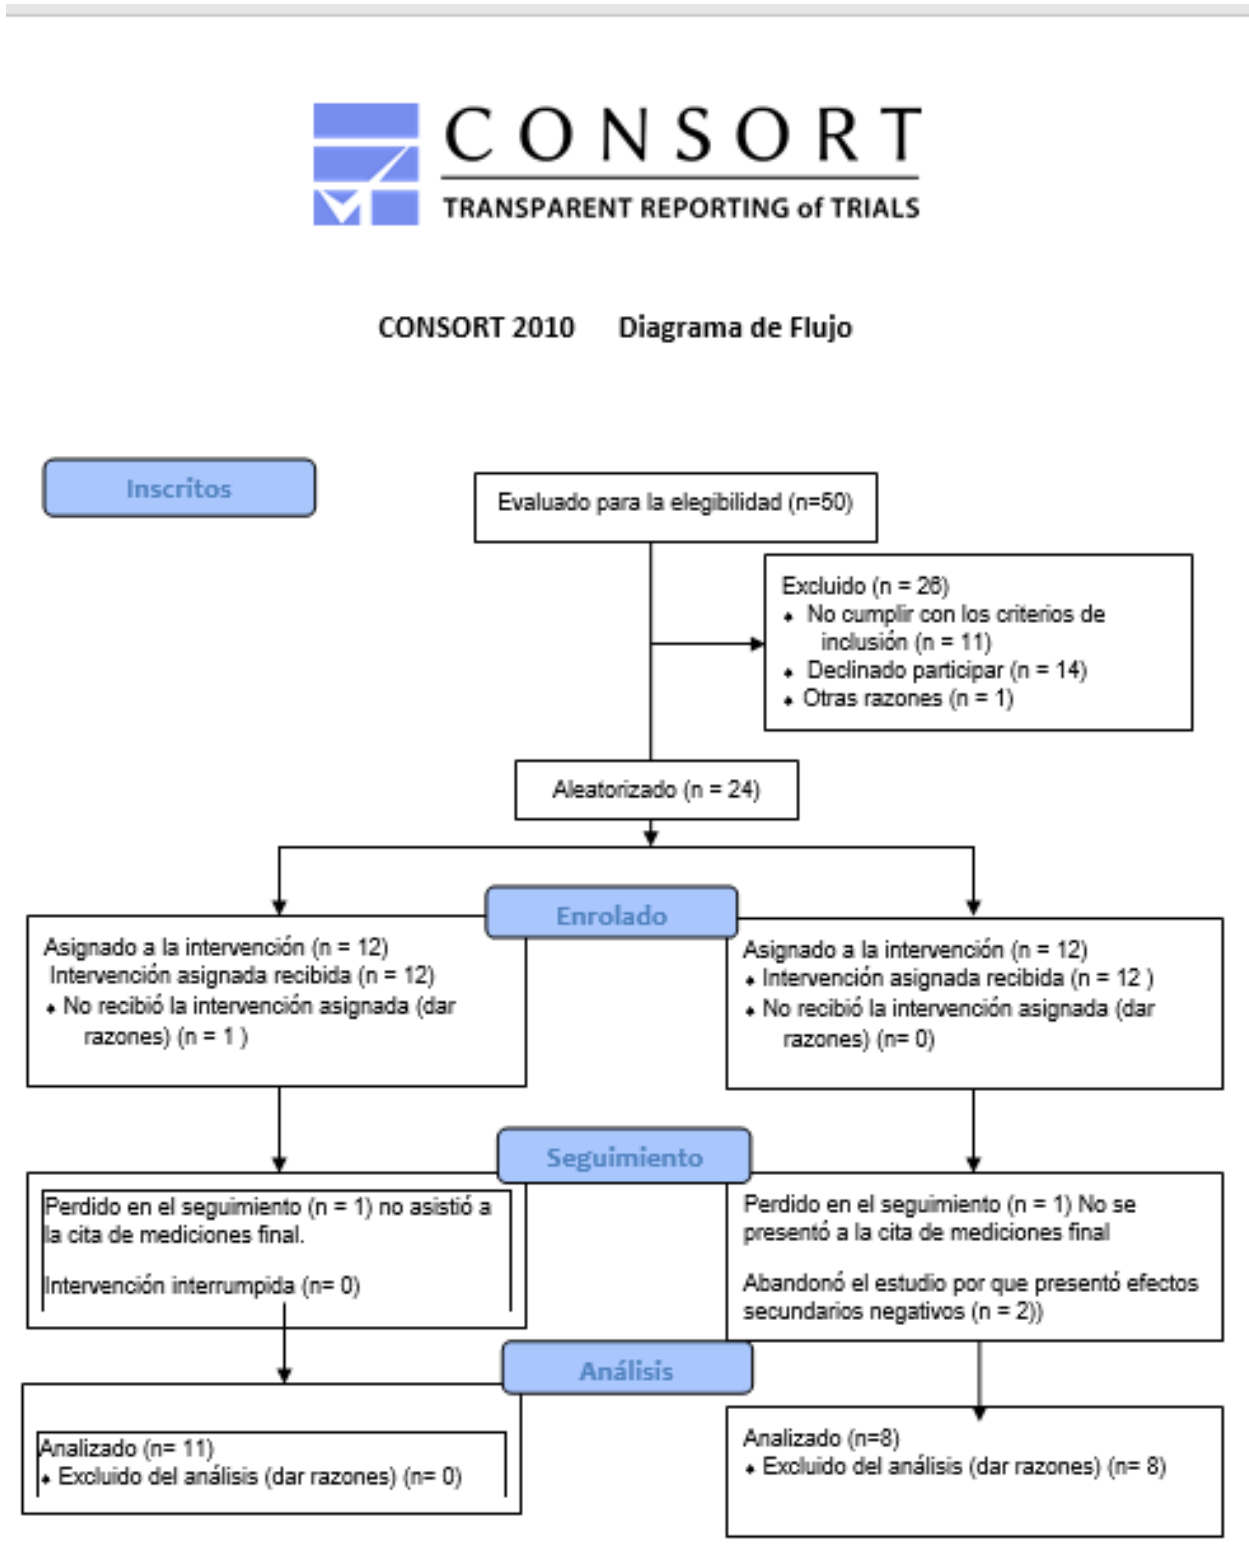 CONSORT
TRANSPARENT REPORTING of TRIALS
CONSORT 2010 Diagrama de Flujo
Inscritos
Evaluado para la elegibilidad (n=50)
Excluido (n = 26)
⬧ No cumplir con los criterios de
inclusión (n = 11)
⬧ Declinado participar (n = 14)
⬧ Otras razones (n = 1)
Aleatorizado (n = 24)
Enrolado
Asignado a la intervención (n = 12)
Intervención asignada recibida (n = 12)
⬧ No recibió la intervención asignada (dar
razones) (n = 1 )
Asignado a la intervención (n = 12)
⬧ Intervención asignada recibida (n = 12 )
⬧ No recibió la intervención asignada (dar
razones) (n= 0)
Seguimiento
Perdido en el seguimiento (n = 1) no asistió a
la cita de mediciones final.
Intervención interrumpida (n= 0)
Perdido en el seguimiento (n = 1) No se
presentó a la cita de mediciones final
Abandonó el estudio por que presentó efectos
secundarios negativos (n = 2))
Análisis
Analizado (n= 11)
⬧ Excluido del análisis (dar razones) (n= 0)
Analizado (n=8)
⬧ Excluido del análisis (dar razones) (n= 8)